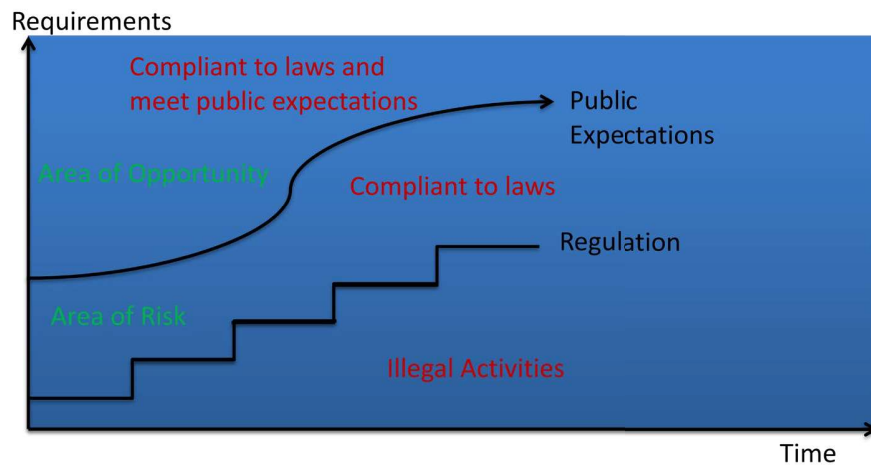 Requirements
Compliant to laws and
meet public expectations
Public
Expectations
Area of Opportunity
Compliant to laws
Regulation
Area of Risk
Illegal Activities
Time